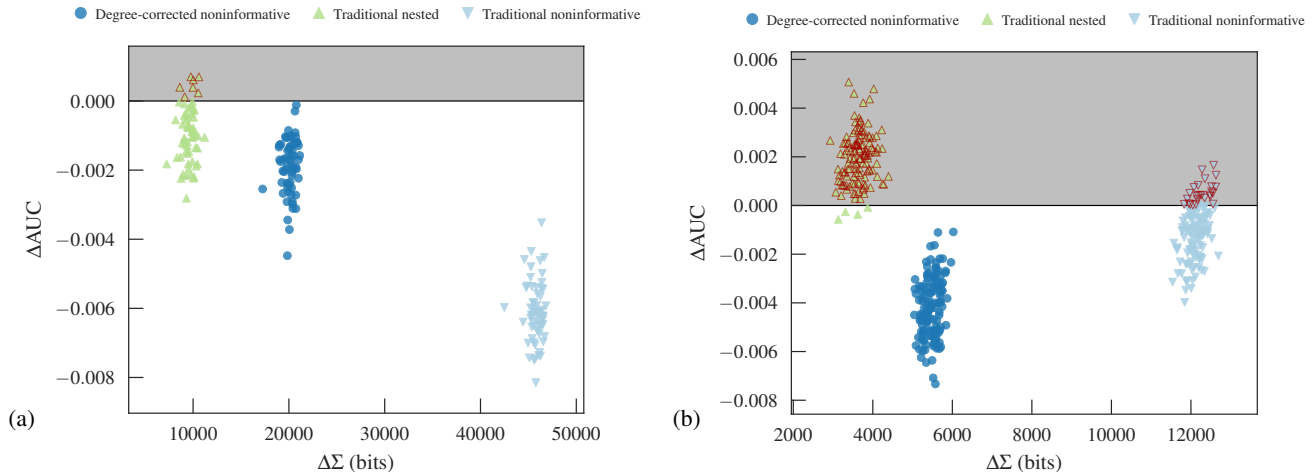 Degree-corrected noninformative Traditional nested Traditional noninformative
0.000
−0.002
−0.004
−0.006
−0.008
ΔAUC
10000 20000 30000 40000 50000
ΔΣ (bits)
(a)
Degree-corrected noninformative Traditional nested Traditional noninformative
0.006
0.004
0.002
0.000
−0.002
−0.004
−0.006
−0.008
ΔAUC
2000 4000 6000 8000 10000 12000
ΔΣ (bits)
(b)